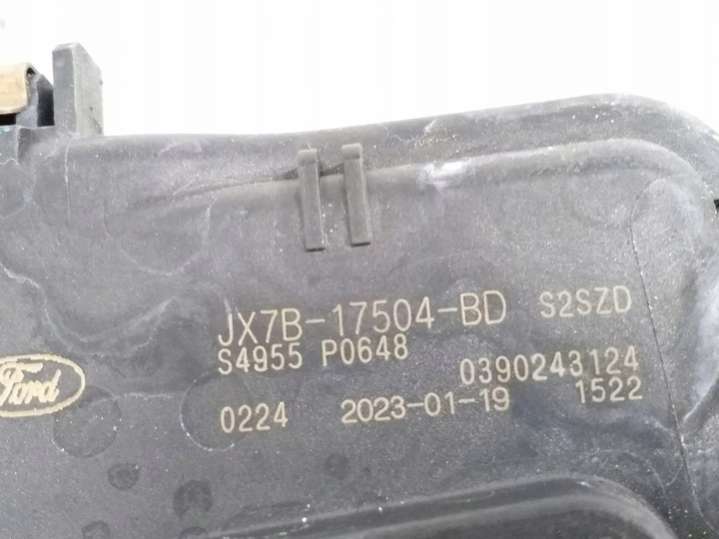 JX7B-17504-BD S2SZD
S4955 P0648
0390243124
Ford
0224 2023-01-19 1522